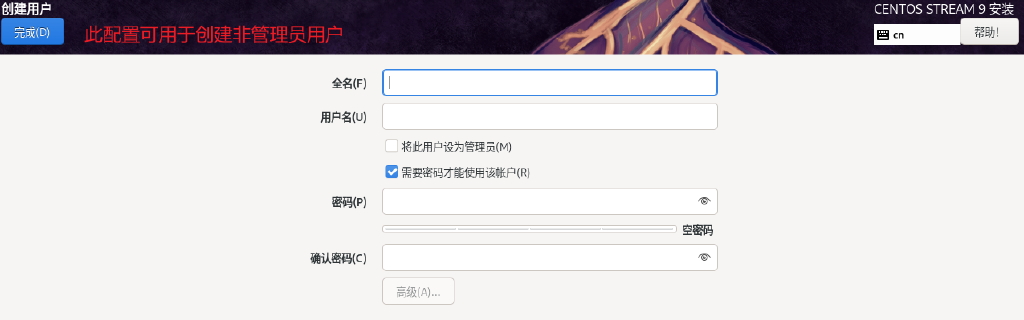 创建用户
CENTOS STREAM 9 安装
完成(D)
此配置可用于创建非管理员用户
cn
帮助!
全名(F)
用户名(U)
将此用户设为管理员(M)
需要密码才能使用该帐户(R)
密码(P)
空密码
确认密码(C)
高级(A)...